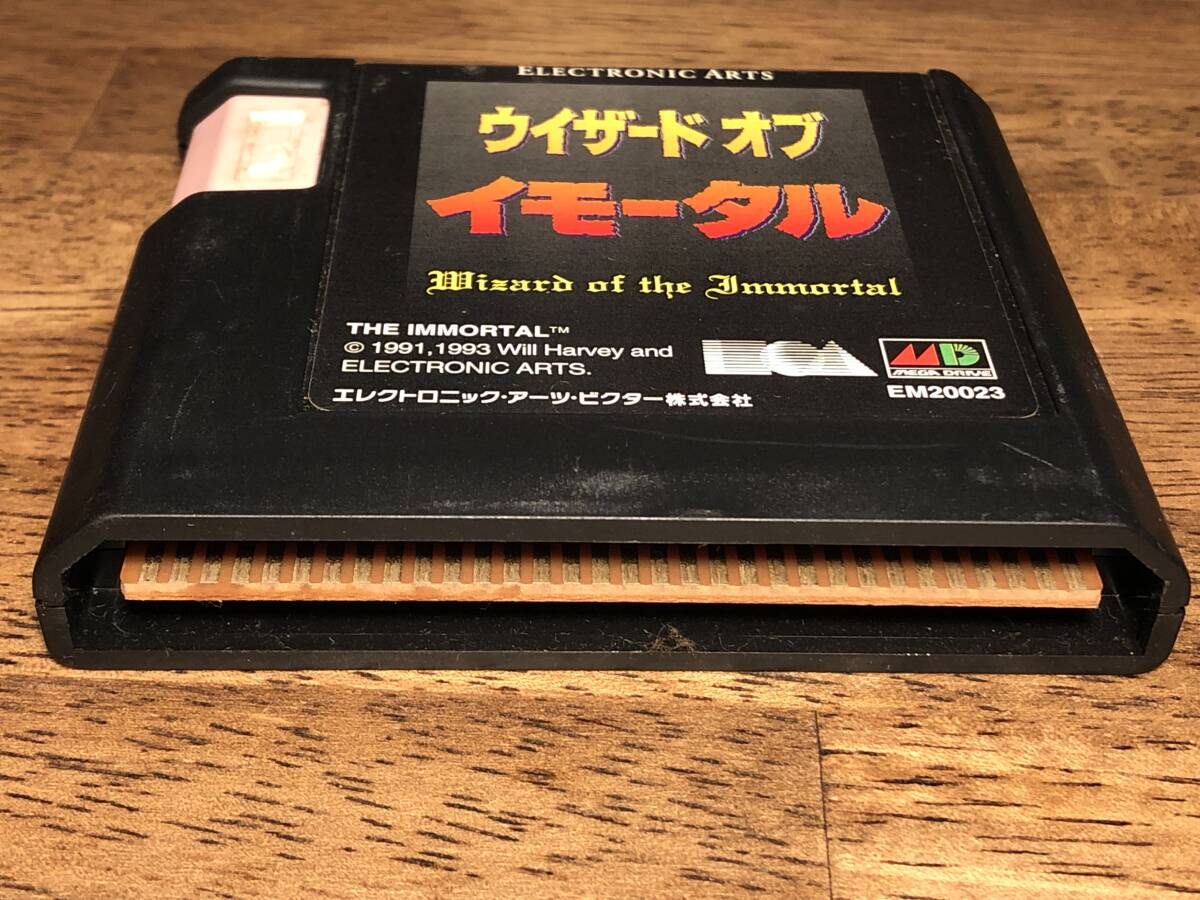 ELECTRONIC ARTS
ウイザード オブ
イモータル
Wizard of the Immortal
THE IMMORTAL™
© 1991,1993 Will Harvey and
ELECTRONIC ARTS.
エレクトロニック・アーツ・ビクター株式会社
EA
MD
MEGA DRIVE
EM20023